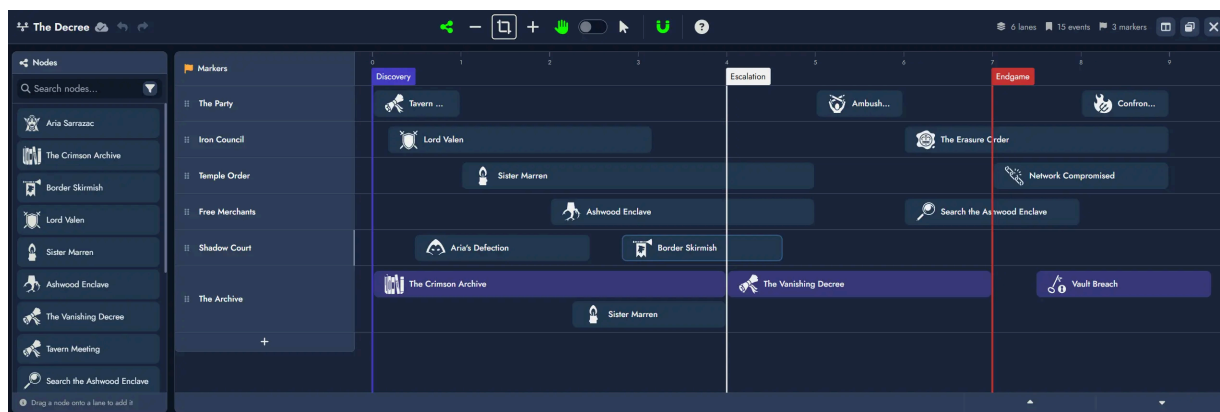 The Decree
6 lanes 15 events 3 markers
Nodes
Search nodes...
Aria Sarrazac
The Crimson Archive
Border Skirmish
Lord Valen
Sister Marren
Ashwood Enclave
The Vanishing Decree
Tavern Meeting
Search the Ashwood Enclave
Drag a node onto a lane to add it
Markers
0 1 2 3 4 5 6 7 8 9
Discovery Escalation Endgame
The Party Tavern ... Ambush... Confron...
Iron Council Lord Valen The Erasure Order
Temple Order Sister Marren Network Compromised
Free Merchants Ashwood Enclave Search the Ashwood Enclave
Shadow Court Aria's Defection Border Skirmish
The Archive The Crimson Archive The Vanishing Decree Vault Breach
Sister Marren
+